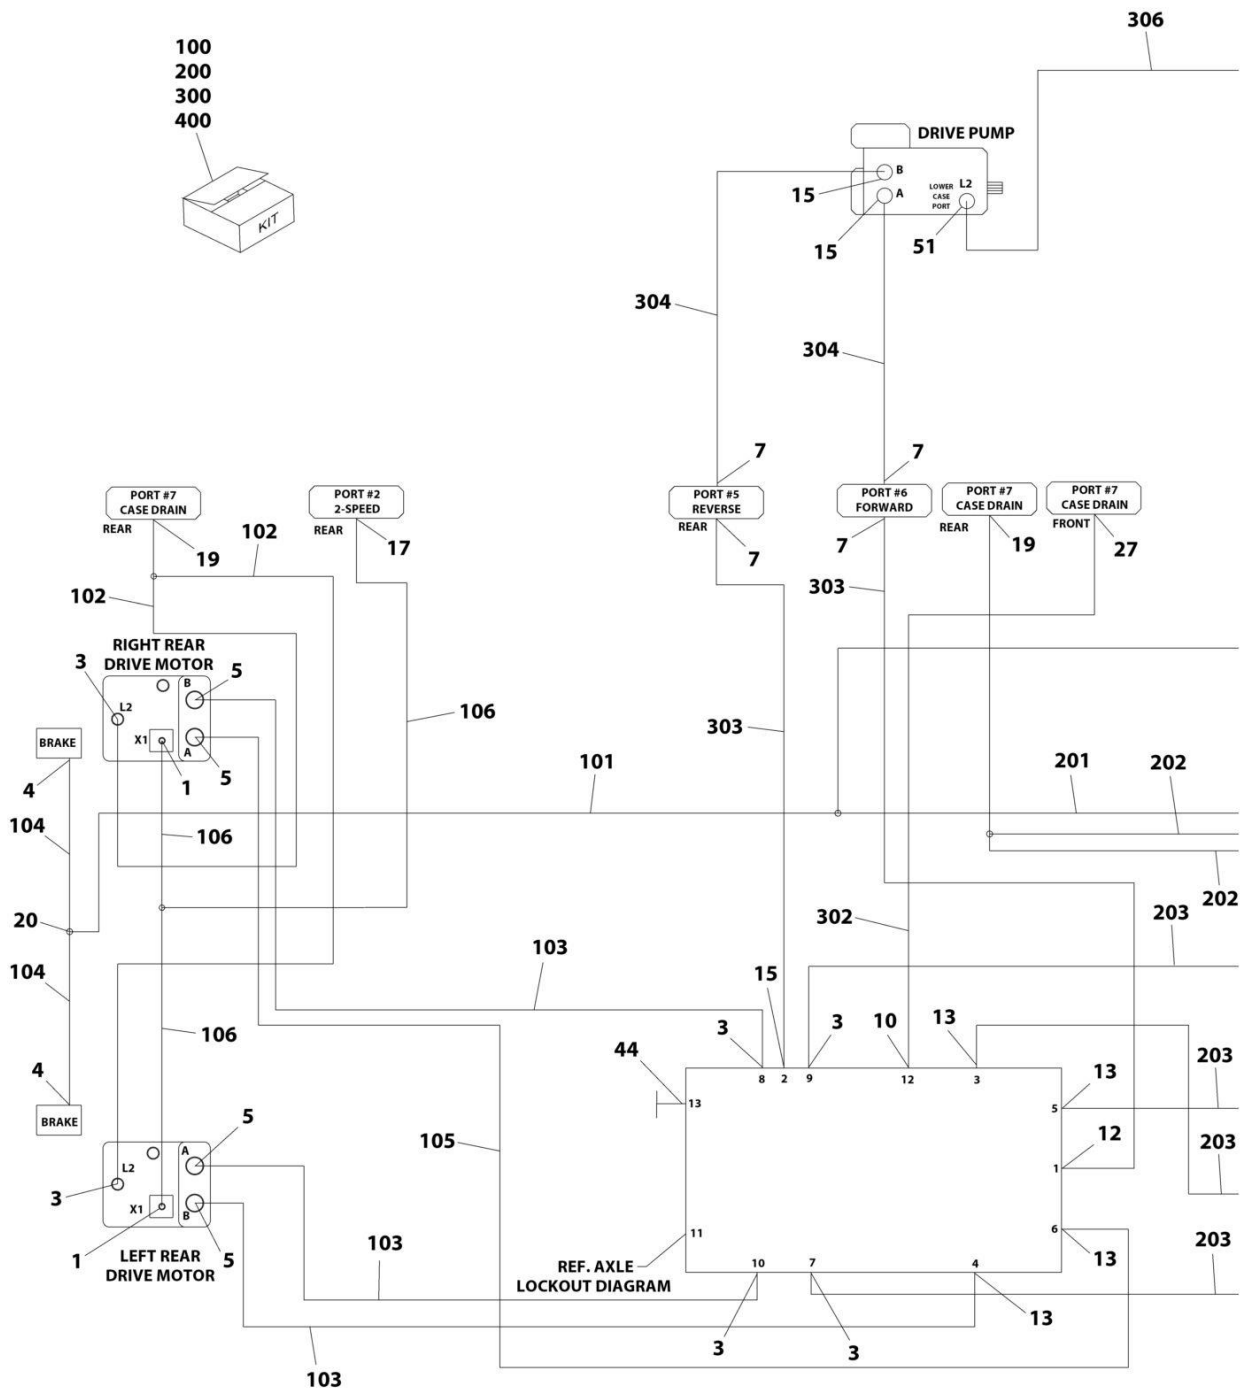 306
100
200
300
400
KIT
DRIVE PUMP
B
A
LOWER
CASE
PORT
L2
15
15
51
304
304
7
7
PORT #7
CASE DRAIN
REAR
PORT #2
2-SPEED
REAR
PORT #5
REVERSE
REAR
PORT #6
FORWARD
PORT #7
CASE DRAIN
REAR
PORT #7
CASE DRAIN
FRONT
19
102
17
7
7
19
27
102
303
RIGHT REAR
DRIVE MOTOR
3
5
B
L2
X1
A
106
303
BRAKE
1
5
4
101
201
202
104
106
202
20
302
203
103
104
15
106
3
3
10
13
44
203
4
8
2
9
12
3
13
13
5
BRAKE
5
105
12
A
L2
1
203
3
X1
B
6
11
1
5
103
203
LEFT REAR
DRIVE MOTOR
REF. AXLE
LOCKOUT DIAGRAM
10
7
4
13
13
3
3
103